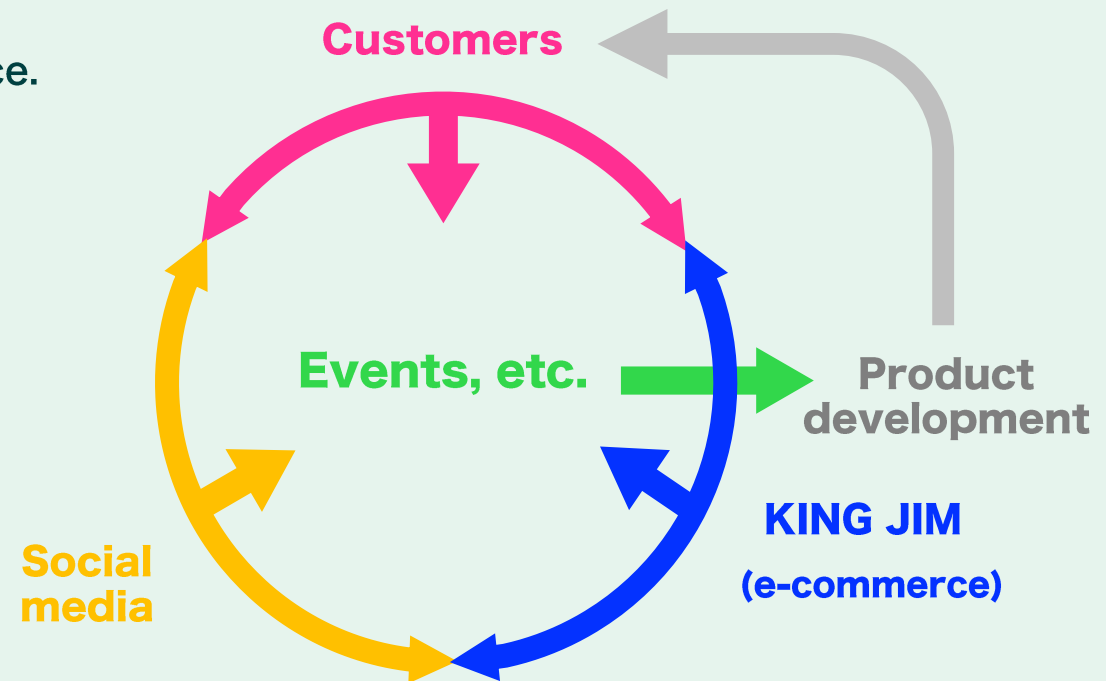 Customers
ce.
Events, etc.
Product
development
KING JIM
(e-commerce)
Social
media